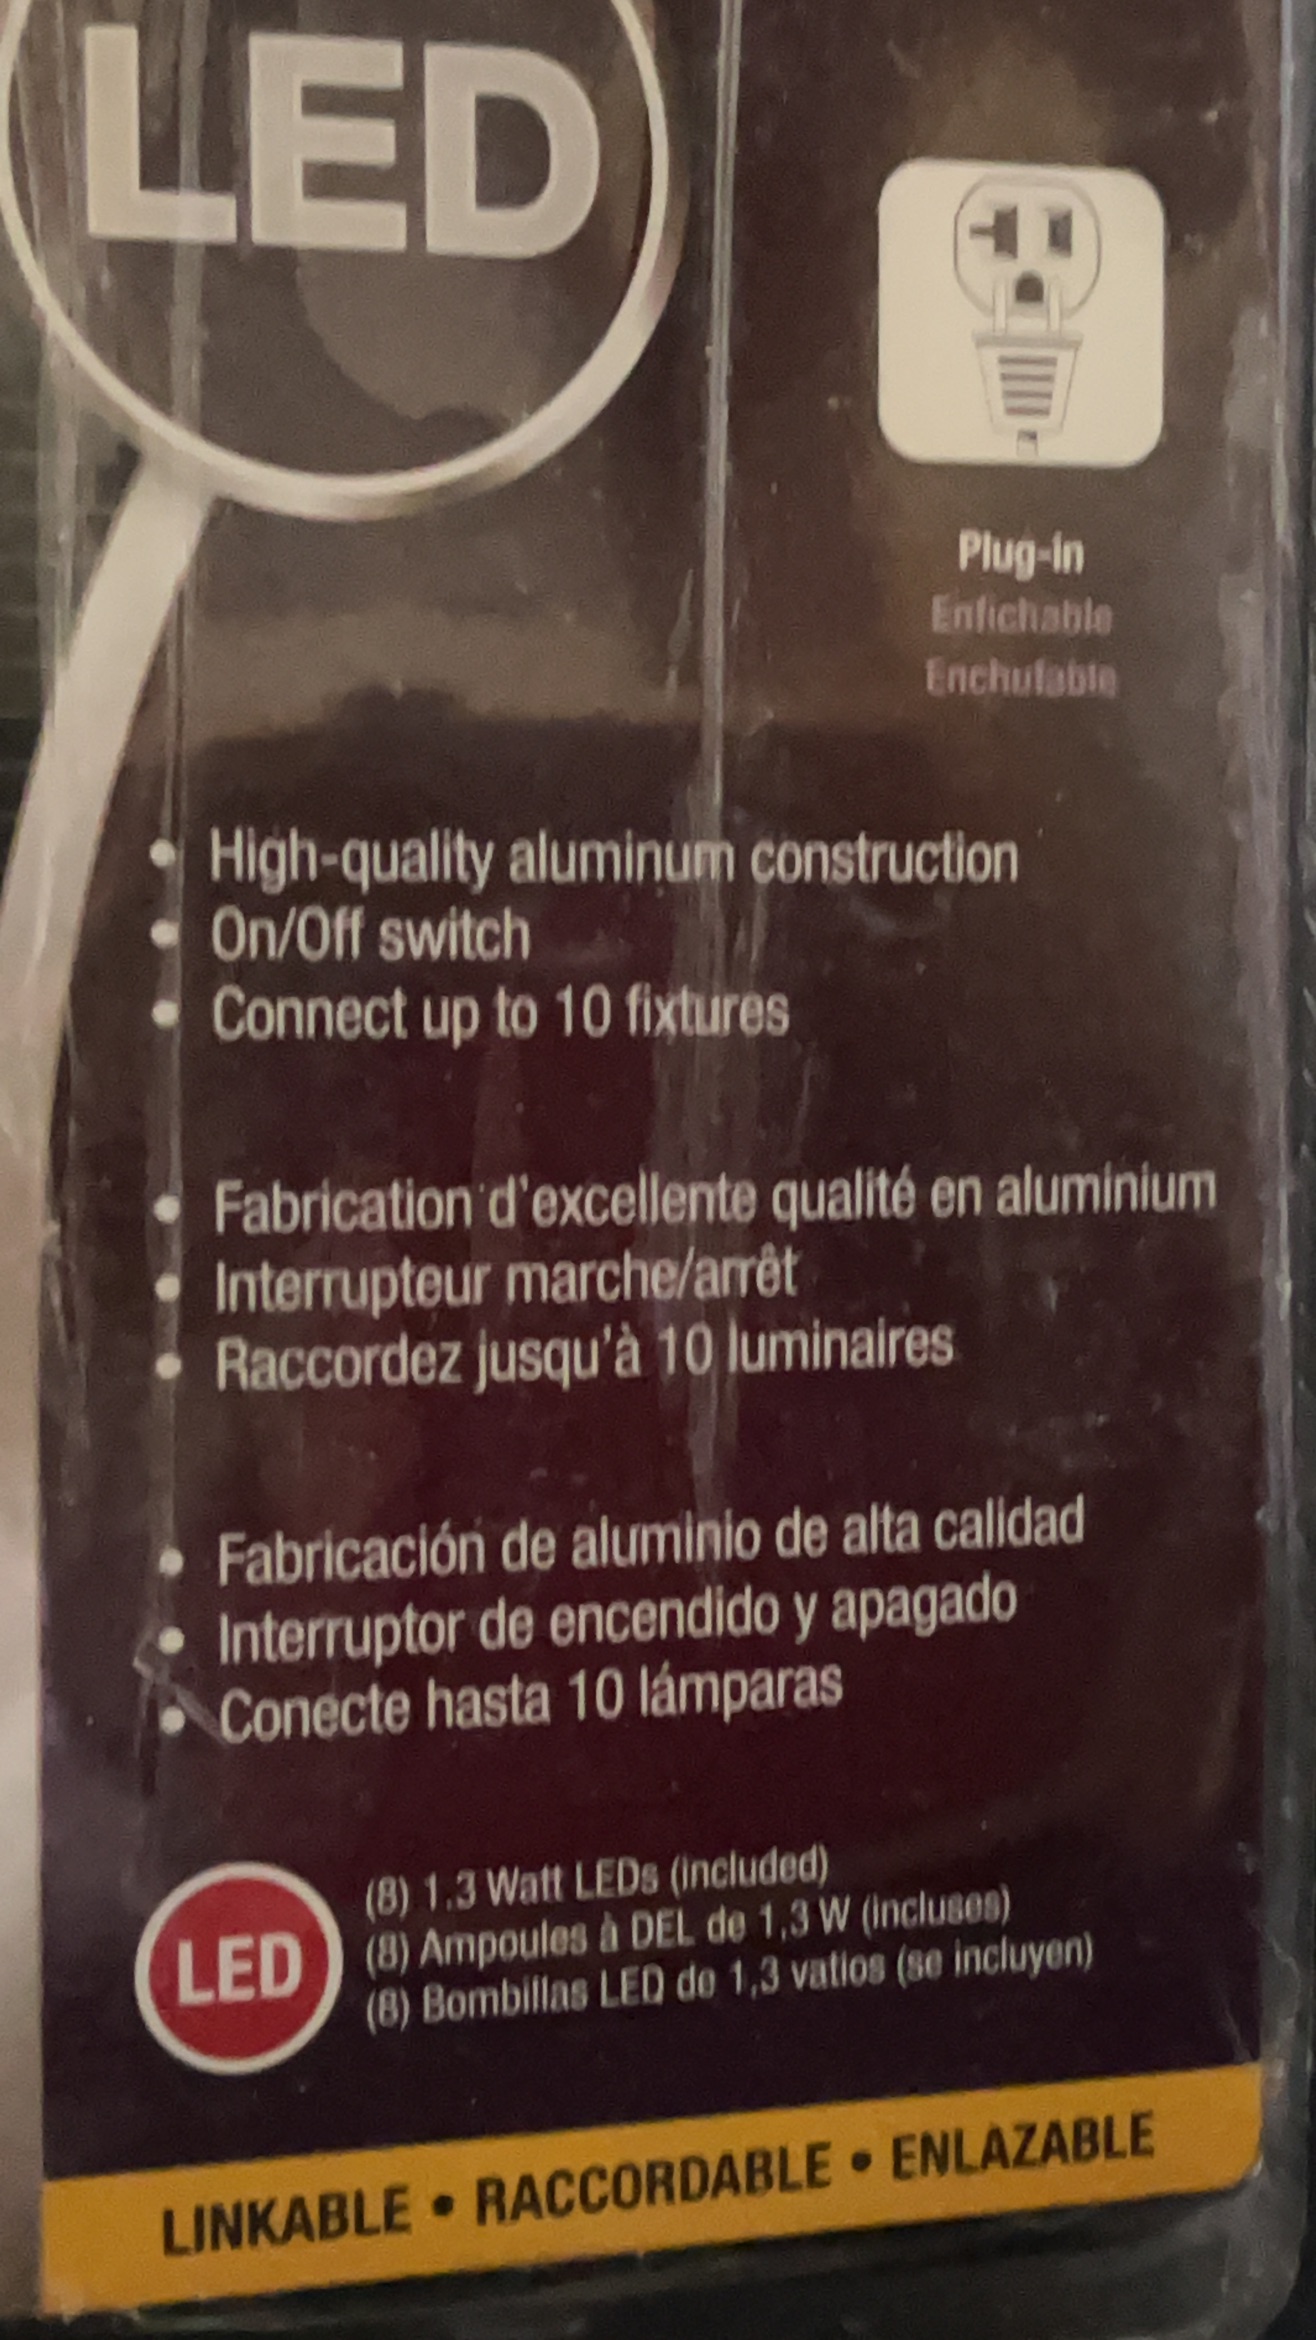 LED
Plug-in
Enfichable
Enchufable
• High-quality aluminum construction
• On/Off switch
• Connect up to 10 fixtures
• Fabrication d'excellente qualité en aluminium
• Interrupteur marche/arrêt
• Raccordez jusqu'à 10 luminaires
• Fabricación de aluminio de alta calidad
• Interruptor de encendido y apagado
• Conecte hasta 10 lámparas
LED
(8) 1.3 Watt LEDs (included)
(8) Ampoules à DEL de 1,3 W (incluses)
(8) Bombillas LED de 1,3 vatios (se incluyen)
LINKABLE • RACCORDABLE • ENLAZABLE